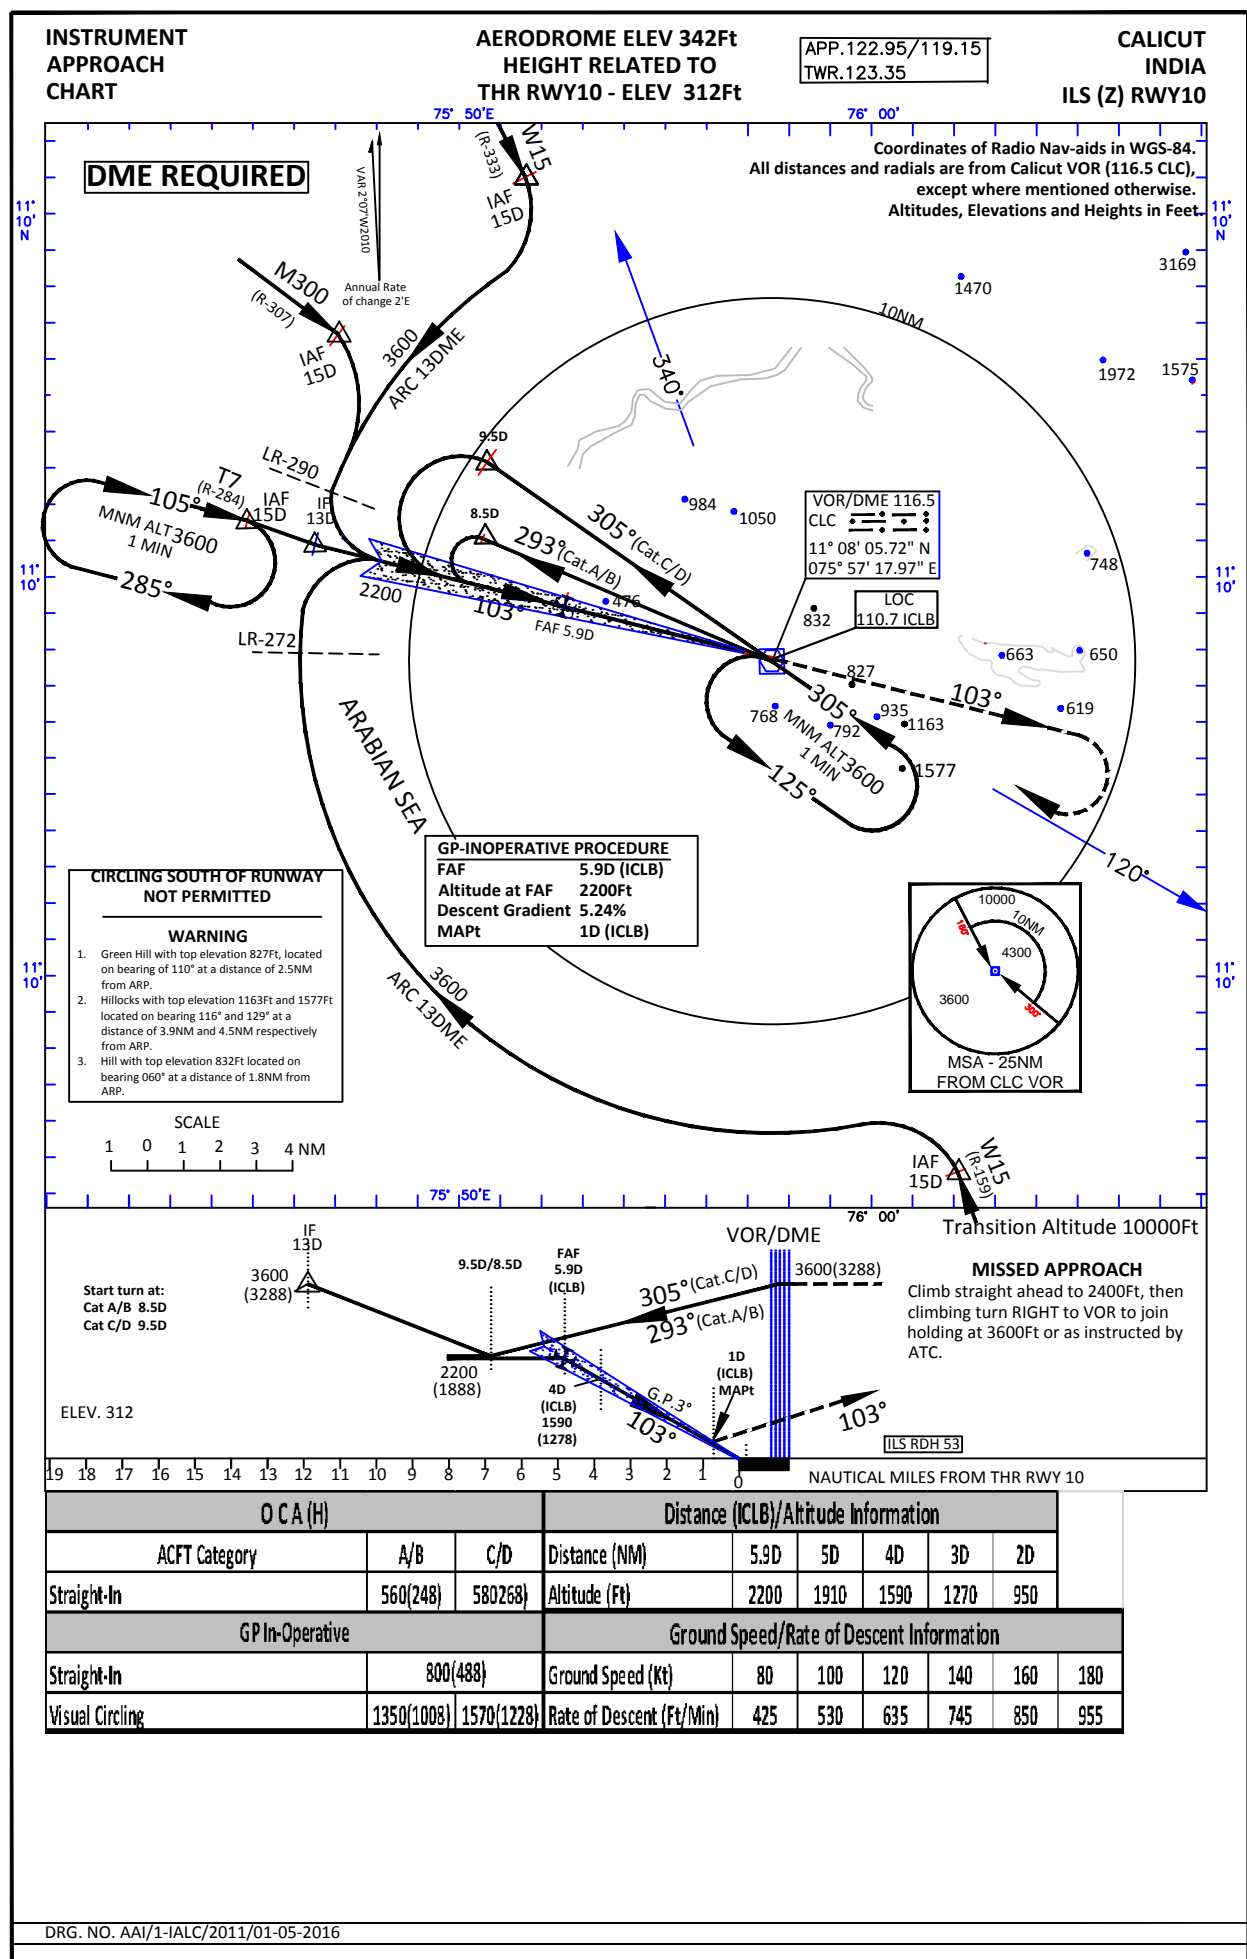 INSTRUMENT
APPROACH
CHART
AERODROME ELEV 342Ft
HEIGHT RELATED TO
THR RWY10 - ELEV 312Ft
APP.122.95/119.15
TWR.123.35
CALICUT
INDIA
ILS (Z) RWY10
75° 50'E
76° 00'
DME REQUIRED
Coordinates of Radio Nav-aids in WGS-84.
All distances and radials are from Calicut VOR (116.5 CLC),
except where mentioned otherwise.
Altitudes, Elevations and Heights in Feet.
11°
10'
N
11°
10'
N
VAR 2°07'W2010
Annual Rate
of change 2'E
W15
(R-333)
IAF
15D
M300
(R-307)
IAF
15D
3600
ARC 13DME
10NM
340°
3169
1470
1972
1575
LR-290
T7
(R-284)
IAF
15D
IF
13D
105°
MNM ALT3600
1 MIN
285°
9.5D
8.5D
305°(Cat.C/D)
293°(Cat.A/B)
984
1050
VOR/DME 116.5
CLC
11° 08' 05.72" N
075° 57' 17.97" E
LOC
110.7 ICLB
748
11°
10'
11°
10'
2200
103°
476
FAF 5.9D
832
LR-272
663
650
827
103°
619
305°
768
792
935
1163
MNM ALT3600
1 MIN
1577
125°
ARABIAN SEA
120°
GP-INOPERATIVE PROCEDURE
FAF 5.9D (ICLB)
Altitude at FAF 2200Ft
Descent Gradient 5.24%
MAPt 1D (ICLB)
CIRCLING SOUTH OF RUNWAY
NOT PERMITTED
WARNING
1. Green Hill with top elevation 827Ft, located
on bearing of 110° at a distance of 2.5NM
from ARP.
2. Hillocks with top elevation 1163Ft and 1577Ft
located on bearing 116° and 129° at a
distance of 3.9NM and 4.5NM respectively
from ARP.
3. Hill with top elevation 832Ft located on
bearing 060° at a distance of 1.8NM from
ARP.
11°
10'
11°
10'
10000
10NM
160°
4300
3600
300°
MSA - 25NM
FROM CLC VOR
3600
ARC 13DME
SCALE
1 0 1 2 3 4 NM
IAF
15D
W15
(R-159)
75° 50'E
76° 00'
Transition Altitude 10000Ft
IF
13D
3600
(3288)
Start turn at:
Cat A/B 8.5D
Cat C/D 9.5D
9.5D/8.5D
FAF
5.9D
(ICLB)
VOR/DME
305°(Cat.C/D)
293°(Cat.A/B)
3600(3288)
MISSED APPROACH
Climb straight ahead to 2400Ft, then
climbing turn RIGHT to VOR to join
holding at 3600Ft or as instructed by
ATC.
2200
(1888)
4D
(ICLB)
1590
(1278)
G.P.3°
103°
1D
(ICLB)
MAPt
103°
ELEV. 312
ILS RDH 53
19 18 17 16 15 14 13 12 11 10 9 8 7 6 5 4 3 2 1 0
NAUTICAL MILES FROM THR RWY 10
O C A (H) Distance (ICLB)/Altitude Information
ACFT Category A/B C/D Distance (NM) 5.9D 5D 4D 3D 2D
Straight-In 560(248) 580268) Altitude (Ft) 2200 1910 1590 1270 950
GP In-Operative Ground Speed/Rate of Descent Information
Straight-In 800(488) Ground Speed (Kt) 80 100 120 140 160 180
Visual Circling 1350(1008) 1570(1228) Rate of Descent (Ft/Min) 425 530 635 745 850 955
DRG. NO. AAI/1-IALC/2011/01-05-2016